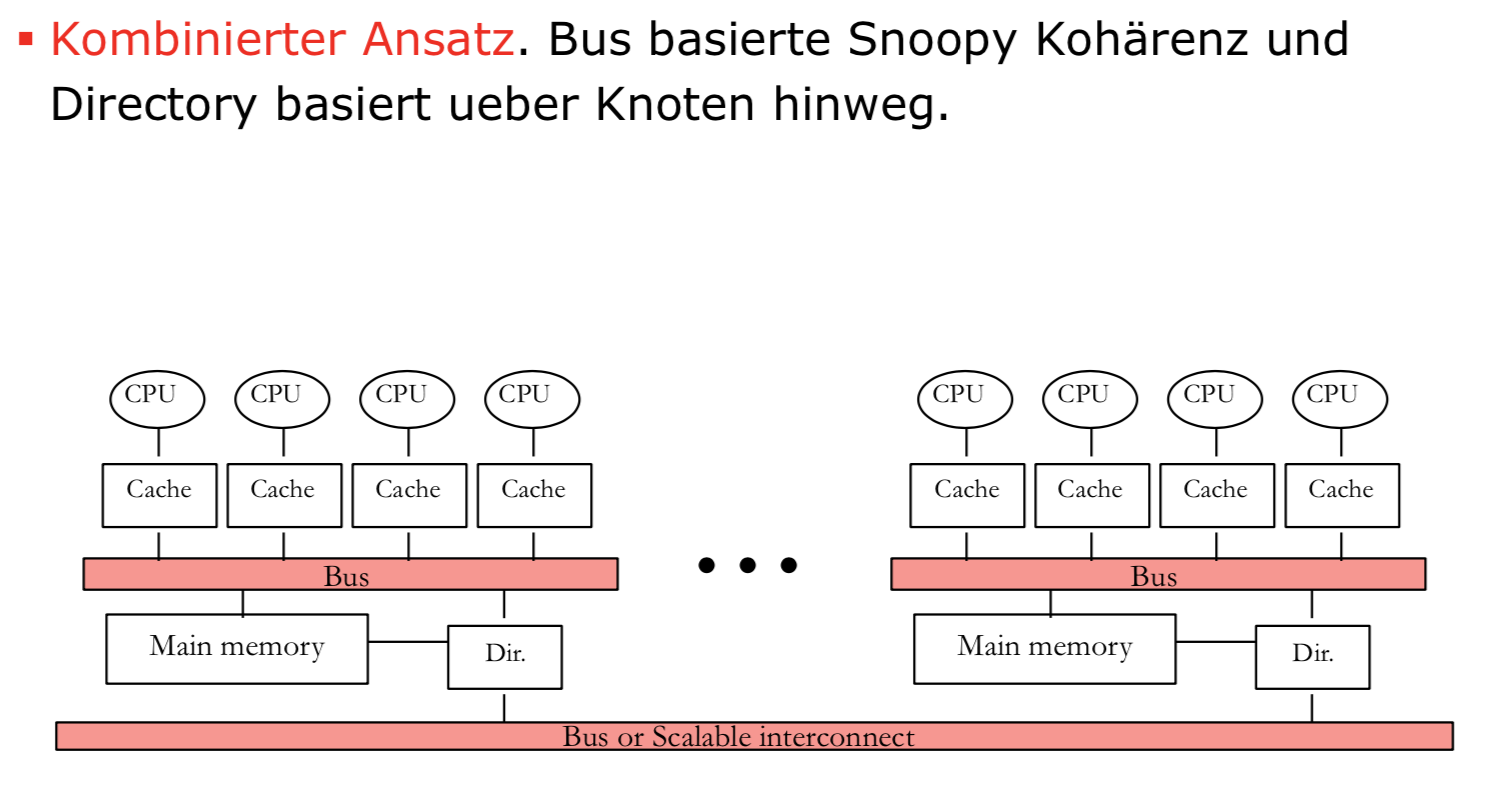 Kombinierter Ansatz. Bus basierte Snoopy Kohärenz und
Directory basiert ueber Knoten hinweg.
CPU CPU CPU CPU CPU CPU CPU CPU
Cache Cache Cache Cache Cache Cache Cache Cache
Bus Bus
Main memory Dir. Main memory Dir.
Bus or Scalable interconnect